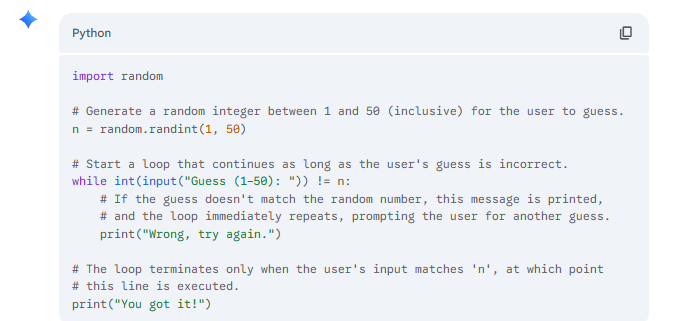 Python
import random
# Generate a random integer between 1 and 50 (inclusive) for the user to guess.
n = random.randint(1, 50)
# Start a loop that continues as long as the user's guess is incorrect.
while int(input("Guess (1-50): ")) != n:
    # If the guess doesn't match the random number, this message is printed,
    # and the loop immediately repeats, prompting the user for another guess.
    print("Wrong, try again.")
# The loop terminates only when the user's input matches 'n', at which point
# this line is executed.
print("You got it!")